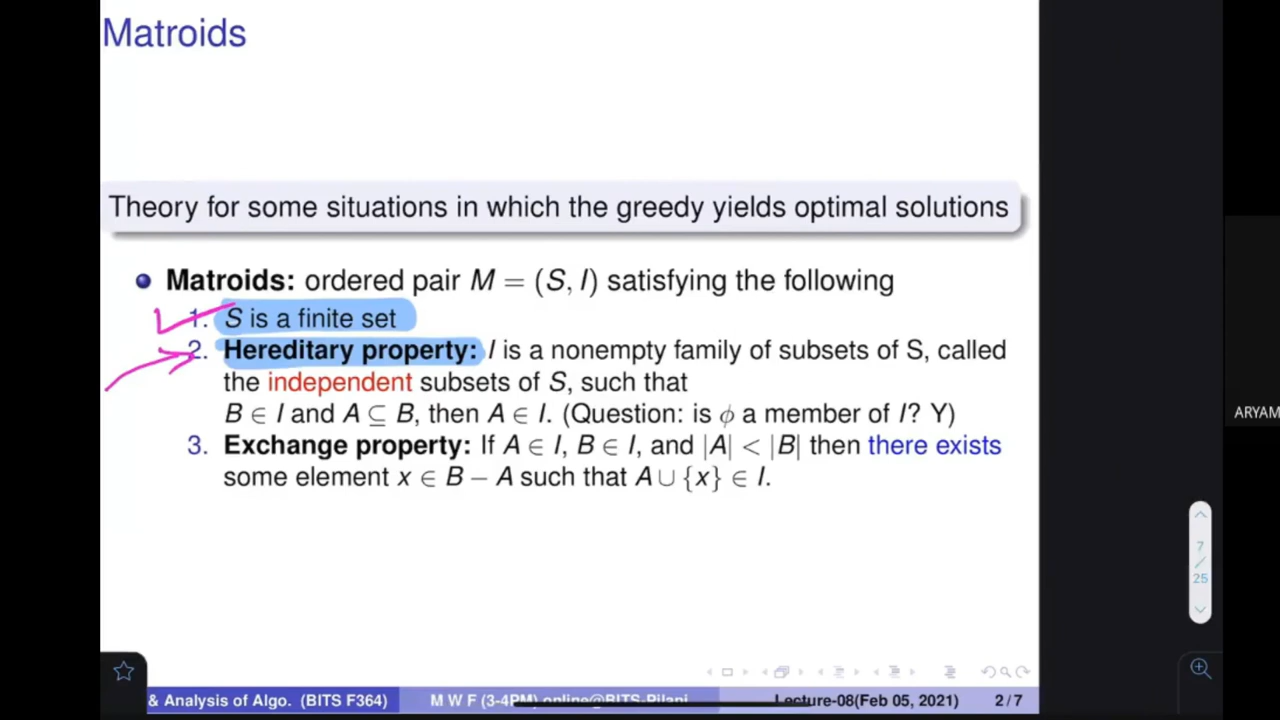 Matroids
Theory for some situations in which the greedy yields optimal solutions
Matroids: ordered pair M = (S, I) satisfying the following
1. S is a finite set
2. Hereditary property: I is a nonempty family of subsets of S, called
the independent subsets of S, such that
B ∈ I and A ⊆ B, then A ∈ I. (Question: is ϕ a member of I? Y)
3. Exchange property: If A ∈ I, B ∈ I, and |A| < |B| then there exists
some element x ∈ B − A such that A ∪ {x} ∈ I.
ARYAM
7
/
25
& Analysis of Algo. (BITS F364) M W F (3-4PM) online@BITS-Pilani Lecture-08(Feb 05, 2021) 2 / 7